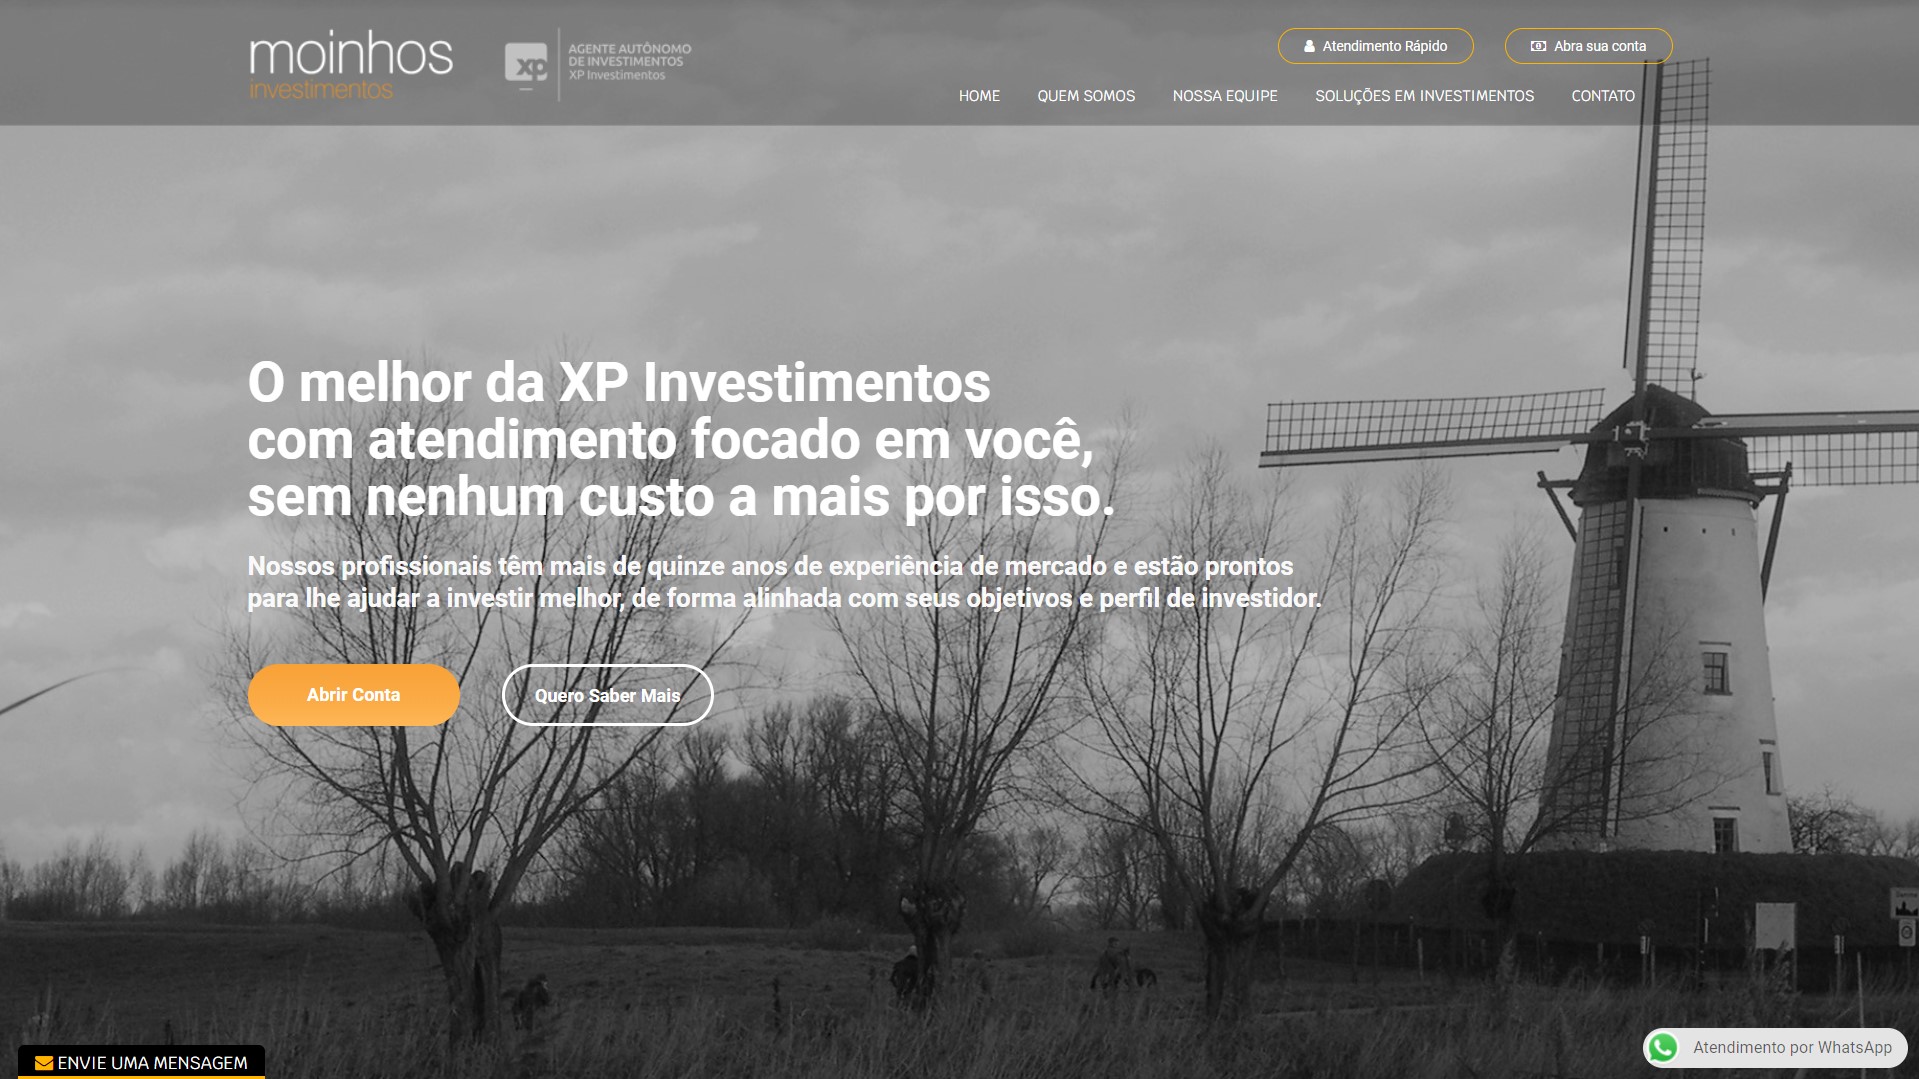 moinhos
investimentos
xp
AGENTE AUTÔNOMO
DE INVESTIMENTOS
XP Investimentos
Atendimento Rápido
Abra sua conta
HOME
QUEM SOMOS
NOSSA EQUIPE
SOLUÇÕES EM INVESTIMENTOS
CONTATO
O melhor da XP Investimentos
com atendimento focado em você,
sem nenhum custo a mais por isso.
Nossos profissionais têm mais de quinze anos de experiência de mercado e estão prontos
para lhe ajudar a investir melhor, de forma alinhada com seus objetivos e perfil de investidor.
Abrir Conta
Quero Saber Mais
ENVIE UMA MENSAGEM
Atendimento por WhatsApp